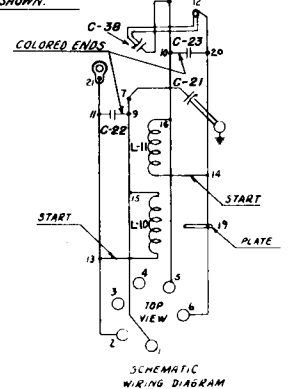 SHOWN.
12
C-38
C-23
COLORED ENDS
10
20
21
C-21
7
11
9
C-22
16
L-11
14
START
15
START
L-10
19
PLATE
13
4
5
3
TOP
VIEW
6
2
1
SCHEMATIC
WIRING DIAGRAM